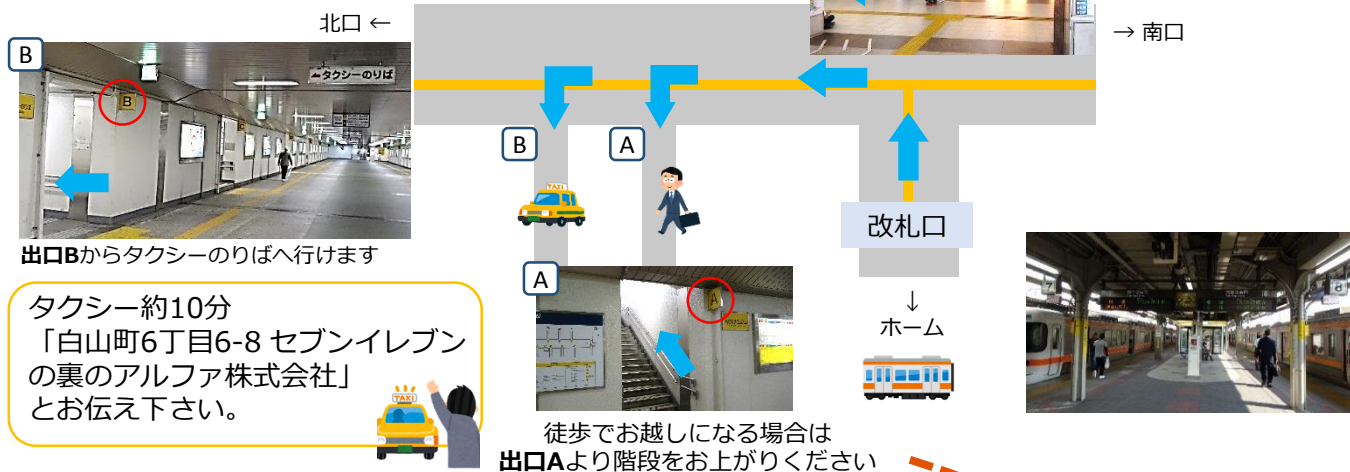 北口 ←
→ 南口
B
▲タクシーのりば
B
B
A
改札口
出口Bからタクシーのりばへ行けます
タクシー約10分
「白山町6丁目6-8 セブンイレブン
の裏のアルファ株式会社」
とお伝え下さい。
TAXI
TAXI
A
A
徒歩でお越しになる場合は
出口Aより階段をお上がりください
↓
ホーム
7
8